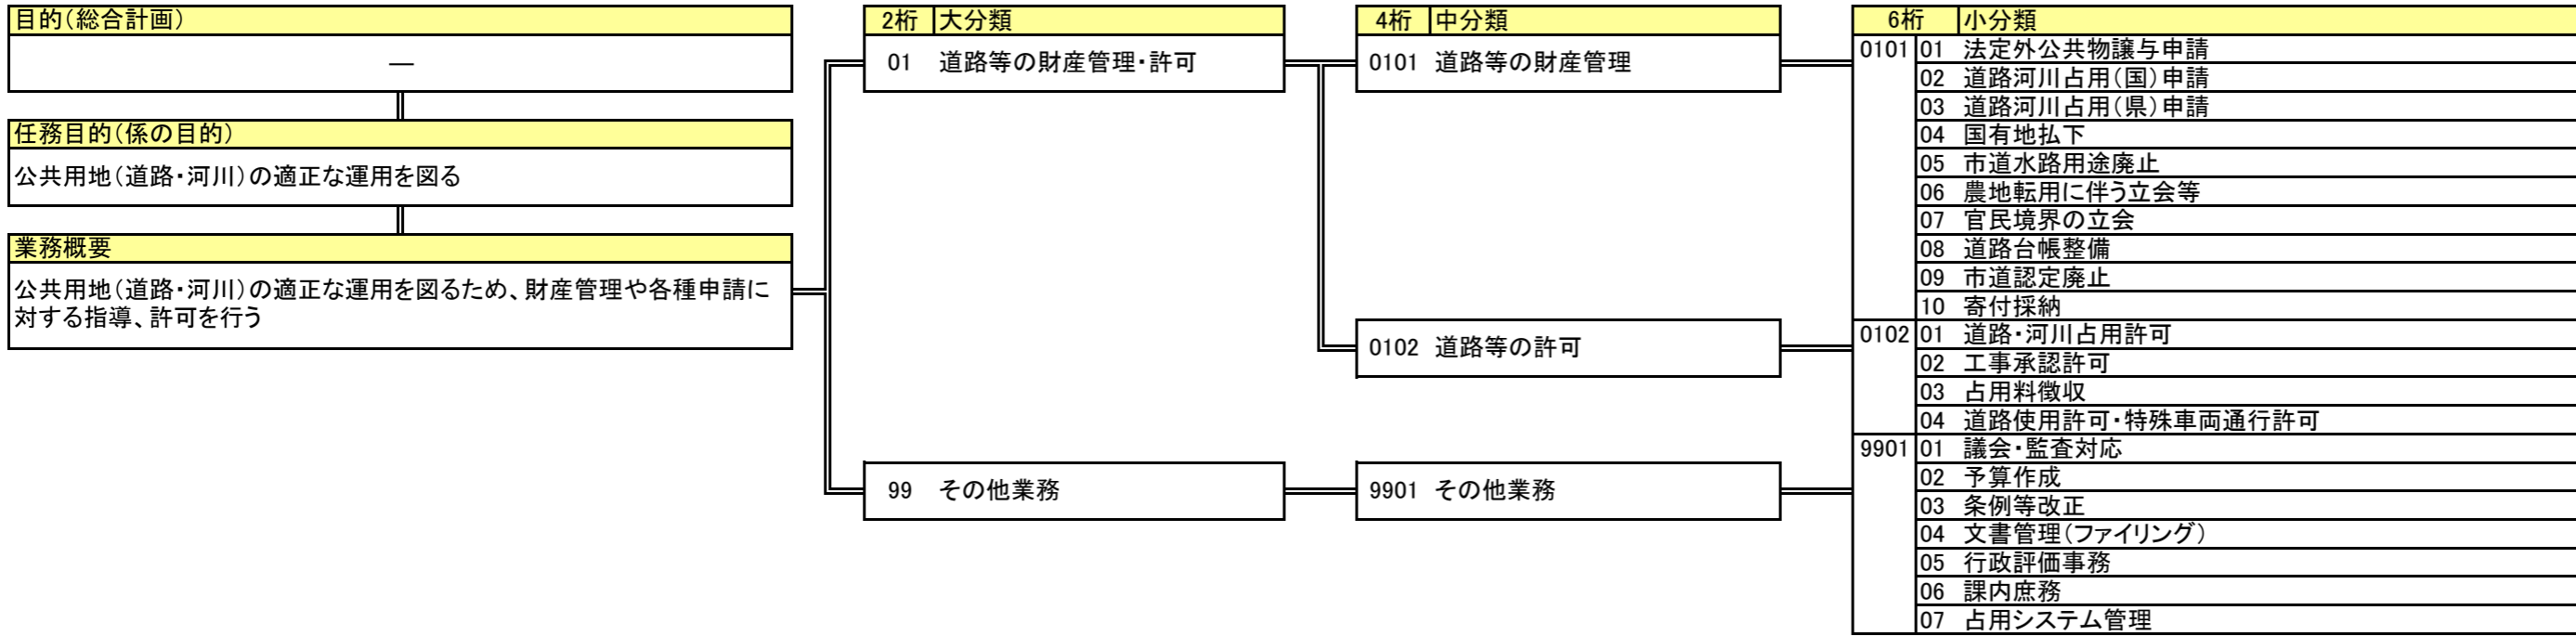 目的(総合計画)
―
任務目的(係の目的)
公共用地(道路・河川)の適正な運用を図る
業務概要
公共用地(道路・河川)の適正な運用を図るため、財産管理や各種申請に
対する指導、許可を行う
2桁 大分類
01 道路等の財産管理・許可
99 その他業務
4桁 中分類
0101 道路等の財産管理
0102 道路等の許可
9901 その他業務
6桁 小分類
0101 01 法定外公共物譲与申請
02 道路河川占用(国)申請
03 道路河川占用(県)申請
04 国有地払下
05 市道水路用途廃止
06 農地転用に伴う立会等
07 官民境界の立会
08 道路台帳整備
09 市道認定廃止
10 寄付採納
0102 01 道路・河川占用許可
02 工事承認許可
03 占用料徴収
04 道路使用許可・特殊車両通行許可
9901 01 議会・監査対応
02 予算作成
03 条例等改正
04 文書管理(ファイリング)
05 行政評価事務
06 課内庶務
07 占用システム管理